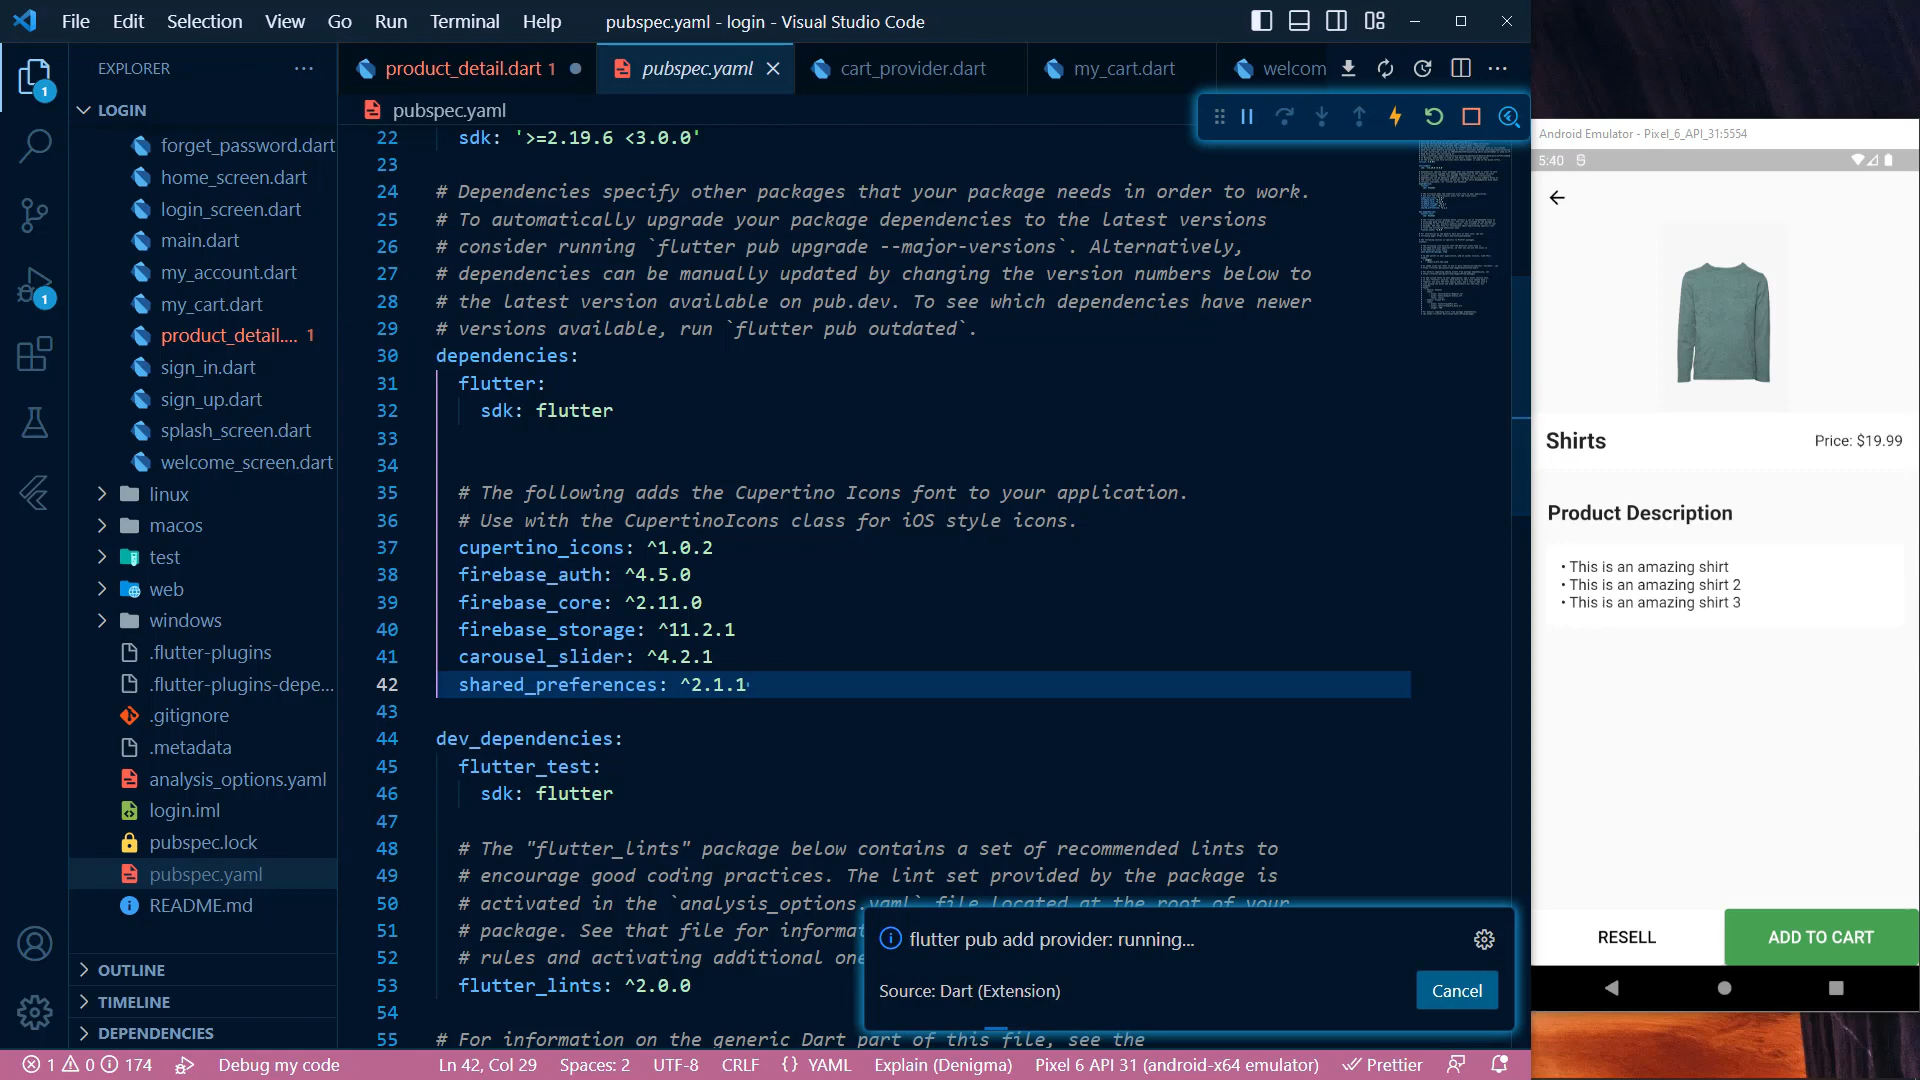 File Edit Selection View Go Run Terminal Help
pubspec.yaml - login - Visual Studio Code
EXPLORER
LOGIN
forget_password.dart
home_screen.dart
login_screen.dart
main.dart
my_account.dart
my_cart.dart
product_detail.... 1
sign_in.dart
sign_up.dart
splash_screen.dart
welcome_screen.dart
linux
macos
test
web
windows
.flutter-plugins
.flutter-plugins-depe...
.gitignore
.metadata
analysis_options.yaml
login.iml
pubspec.lock
pubspec.yaml
README.md
OUTLINE
TIMELINE
DEPENDENCIES
1
1
product_detail.dart 1
pubspec.yaml
cart_provider.dart
my_cart.dart
welcom
pubspec.yaml
22 sdk: '>=2.19.6 <3.0.0'
23
24 # Dependencies specify other packages that your package needs in order to work.
25 # To automatically upgrade your package dependencies to the latest versions
26 # consider running `flutter pub upgrade --major-versions`. Alternatively,
27 # dependencies can be manually updated by changing the version numbers below to
28 # the latest version available on pub.dev. To see which dependencies have newer
29 # versions available, run `flutter pub outdated`.
30 dependencies:
31 flutter:
32 sdk: flutter
33
34
35 # The following adds the Cupertino Icons font to your application.
36 # Use with the CupertinoIcons class for iOS style icons.
37 cupertino_icons: ^1.0.2
38 firebase_auth: ^4.5.0
39 firebase_core: ^2.11.0
40 firebase_storage: ^11.2.1
41 carousel_slider: ^4.2.1
42 shared_preferences: ^2.1.1
43
44 dev_dependencies:
45 flutter_test:
46 sdk: flutter
47
48 # The "flutter_lints" package below contains a set of recommended lints to
49 # encourage good coding practices. The lint set provided by the package is
50 # activated in the `analysis_options.yaml` file located at the root of your
51 # package. See that file for informat
52 # rules and activating additional one
53 flutter_lints: ^2.0.0
54
55 # For information on the generic Dart part of this file, see the
flutter pub add provider: running...
Source: Dart (Extension)
Cancel
1 0 174 Debug my code Ln 42, Col 29 Spaces: 2 UTF-8 CRLF {} YAML Explain (Denigma) Pixel 6 API 31 (android-x64 emulator) Prettier
Android Emulator - Pixel_6_API_31:5554
5:40
Shirts
Price: $19.99
Product Description
• This is an amazing shirt
• This is an amazing shirt 2
• This is an amazing shirt 3
RESELL
ADD TO CART